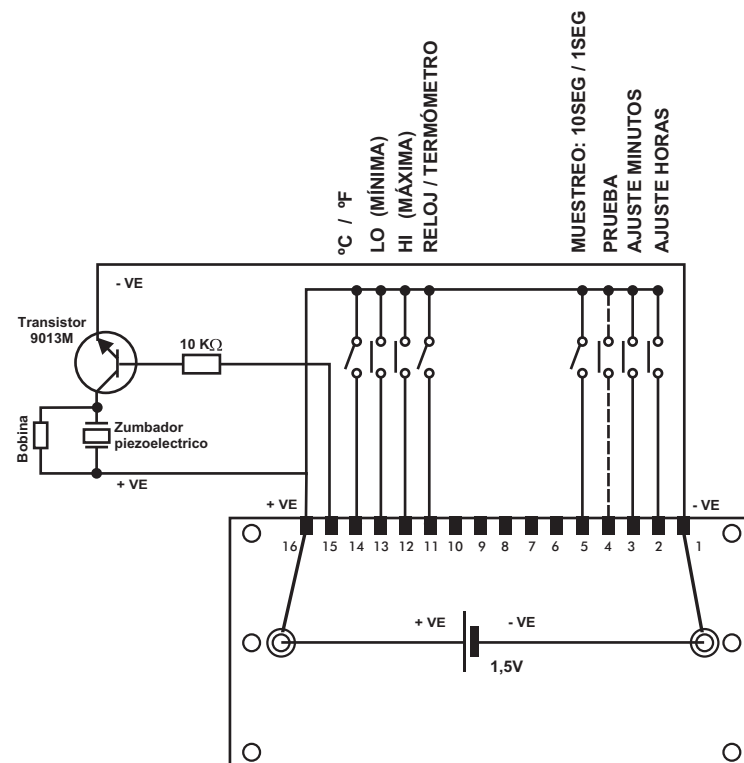 ºC / ºF
LO (MÍNIMA)
HI (MÁXIMA)
RELOJ / TERMÓMETRO
MUESTREO: 10SEG / 1SEG
PRUEBA
AJUSTE MINUTOS
AJUSTE HORAS
- VE
Transistor
9013M
10 KΩ
Bobina
Zumbador
piezoelectrico
+ VE
+ VE
- VE
16 15 14 13 12 11 10 9 8 7 6 5 4 3 2 1
+ VE
- VE
1,5V